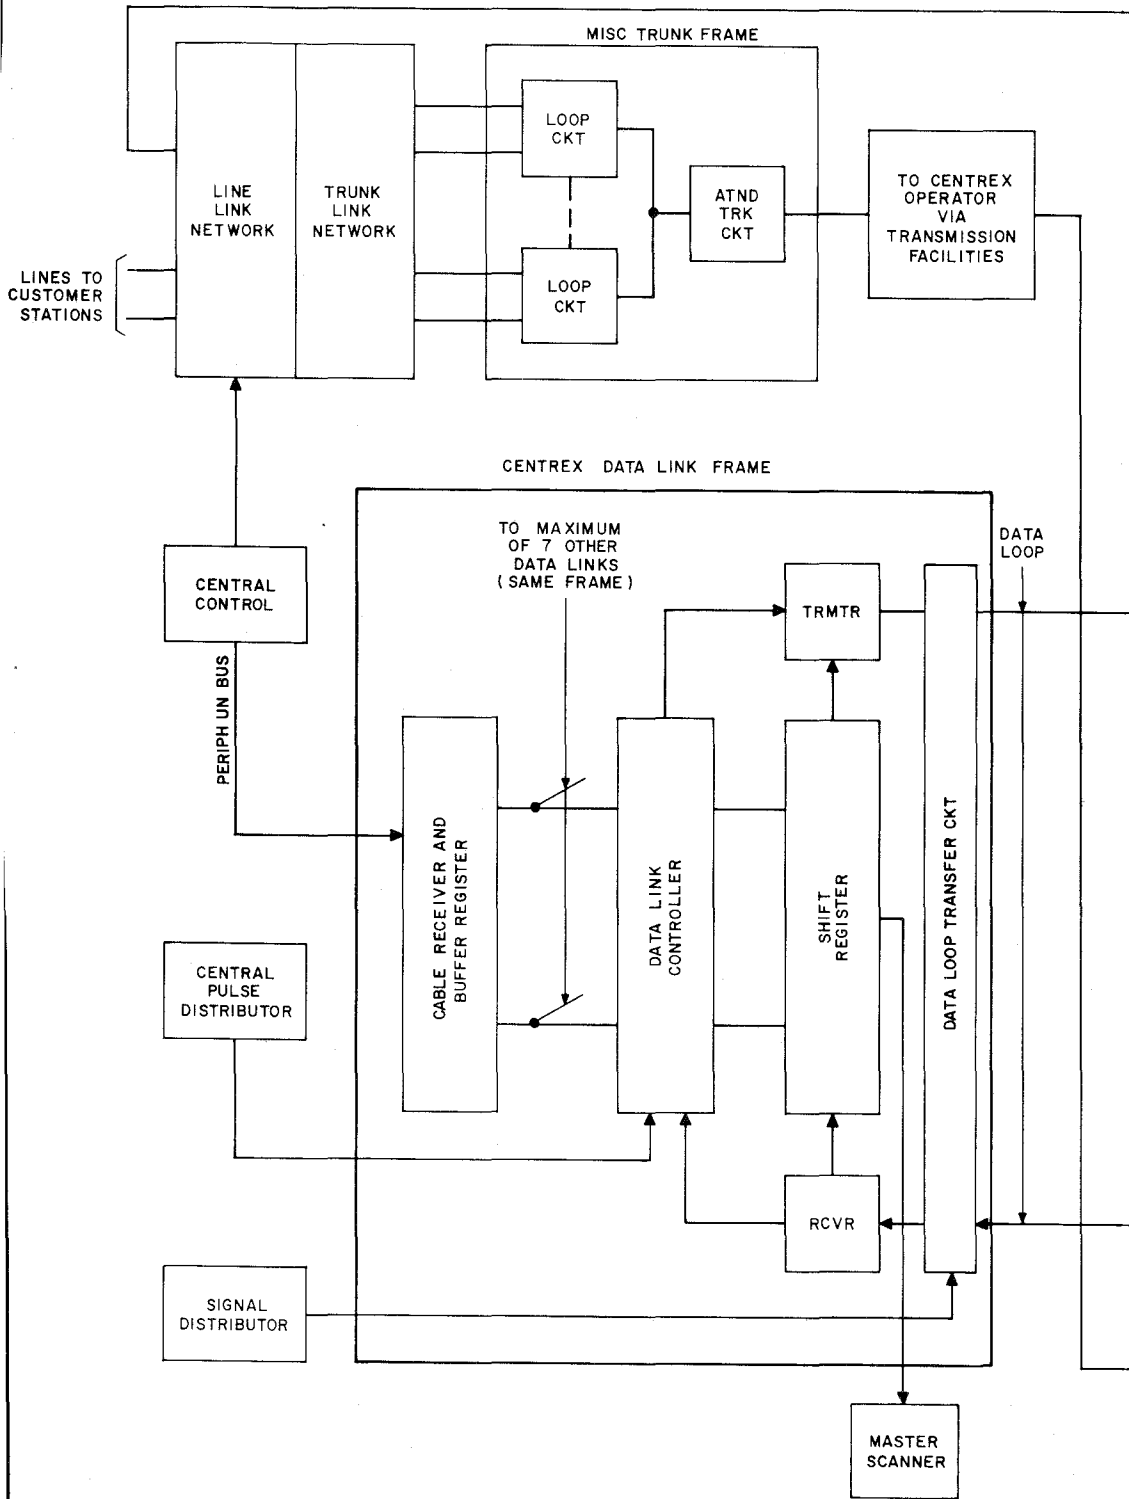 MISC TRUNK FRAME
LOOP
CKT
LINE
LINK
NETWORK
TRUNK
LINK
NETWORK
ATND
TRK
CKT
TO CENTREX
OPERATOR
VIA
TRANSMISSION
FACILITIES
LINES TO
CUSTOMER
STATIONS
LOOP
CKT
CENTREX DATA LINK FRAME
TO MAXIMUM
OF 7 OTHER
DATA LINKS
(SAME FRAME)
DATA
LOOP
CENTRAL
CONTROL
TRMTR
PERIPH UN BUS
CABLE RECEIVER AND
BUFFER REGISTER
DATA LINK
CONTROLLER
SHIFT
REGISTER
DATA LOOP TRANSFER CKT
CENTRAL
PULSE
DISTRIBUTOR
RCVR
SIGNAL
DISTRIBUTOR
MASTER
SCANNER